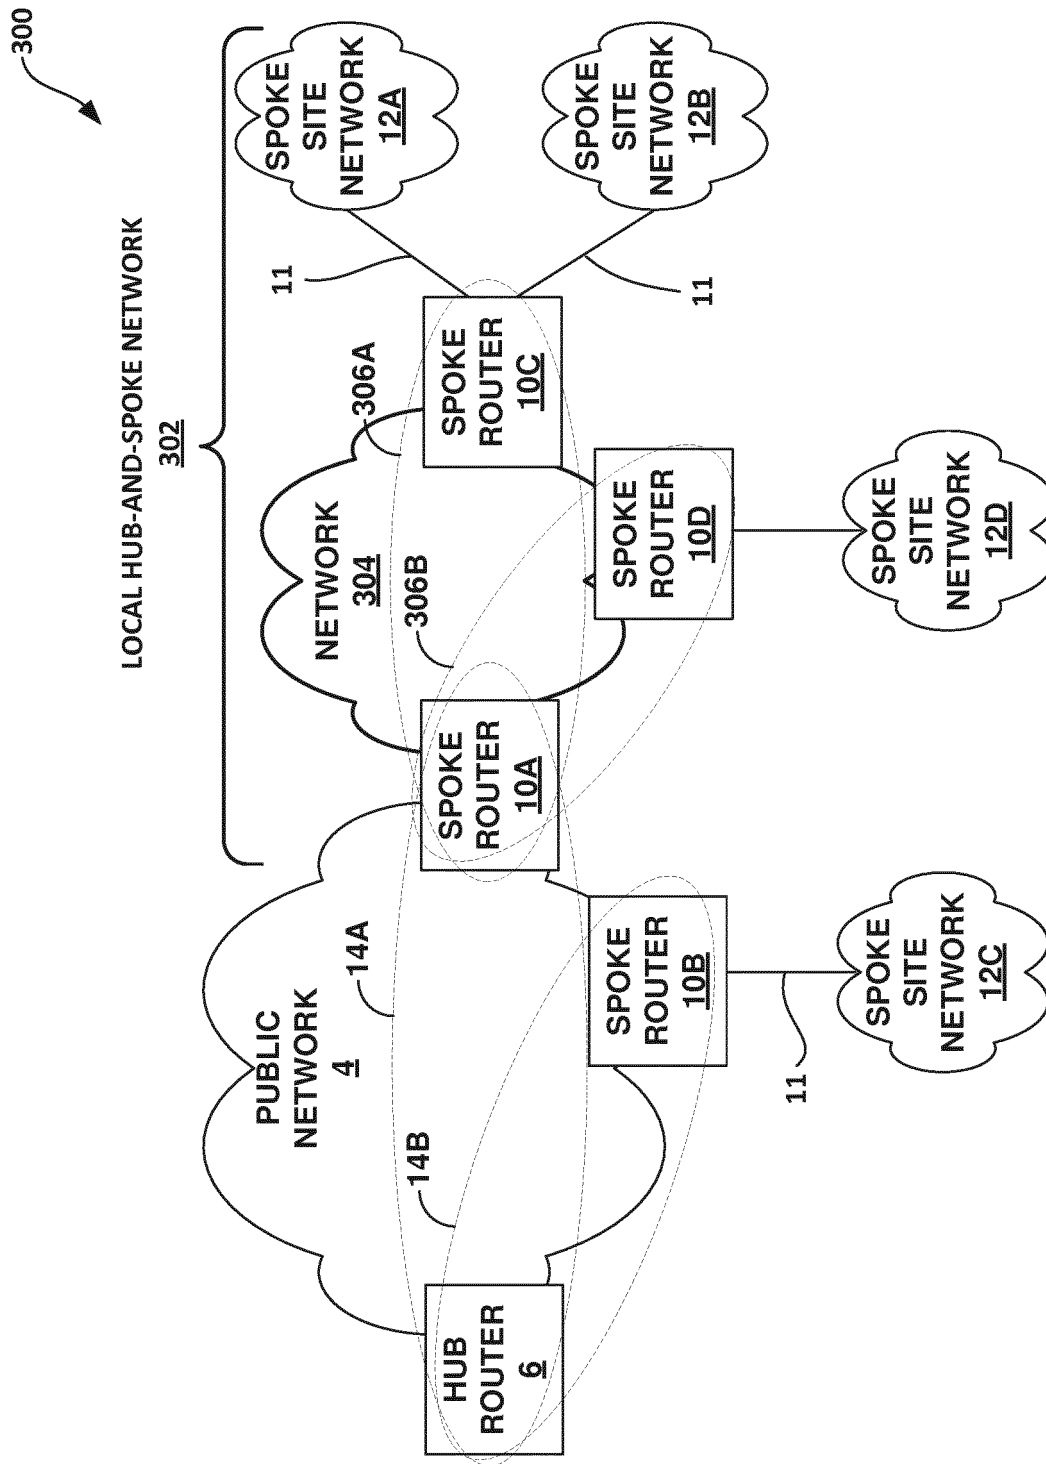 300
LOCAL HUB-AND-SPOKE NETWORK
302
PUBLIC
NETWORK
4
NETWORK
304
14A
14B
306A
306B
HUB
ROUTER
6
SPOKE
ROUTER
10A
SPOKE
ROUTER
10B
SPOKE
ROUTER
10C
SPOKE
ROUTER
10D
11
11
11
SPOKE
SITE
NETWORK
12A
SPOKE
SITE
NETWORK
12B
SPOKE
SITE
NETWORK
12C
SPOKE
SITE
NETWORK
12D